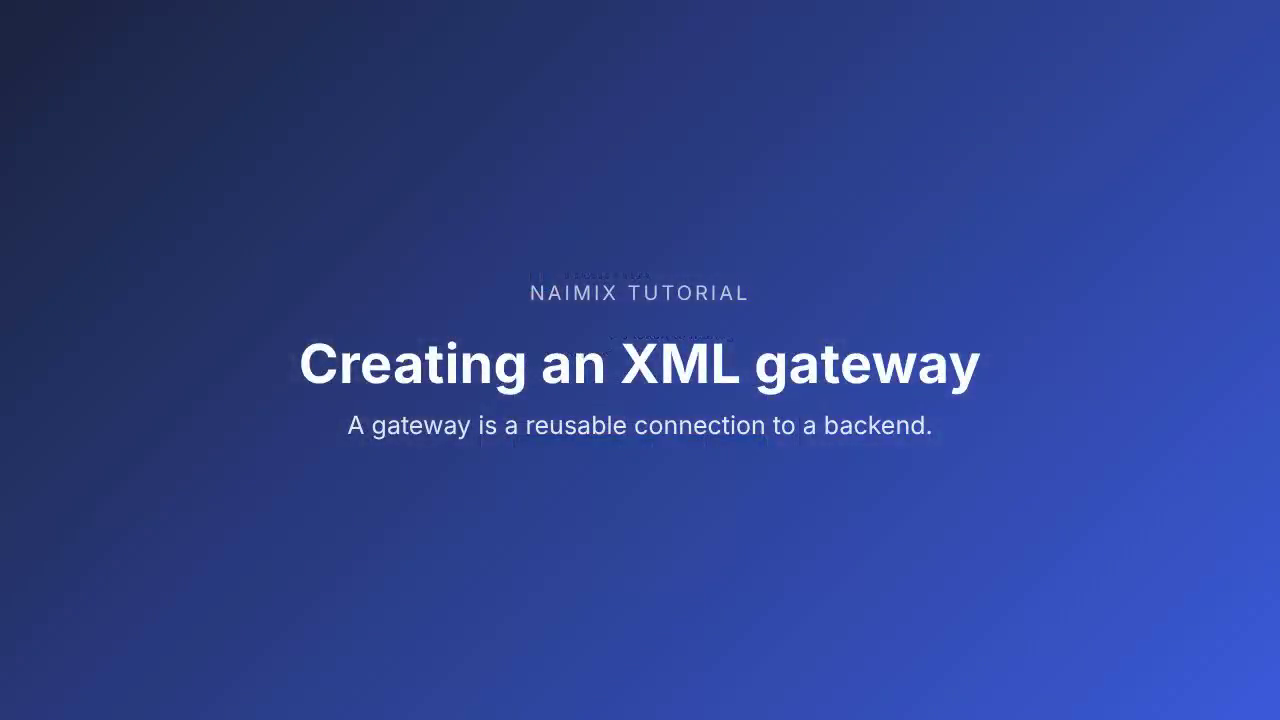 NAIMIX TUTORIAL
Creating an XML gateway
A gateway is a reusable connection to a backend.